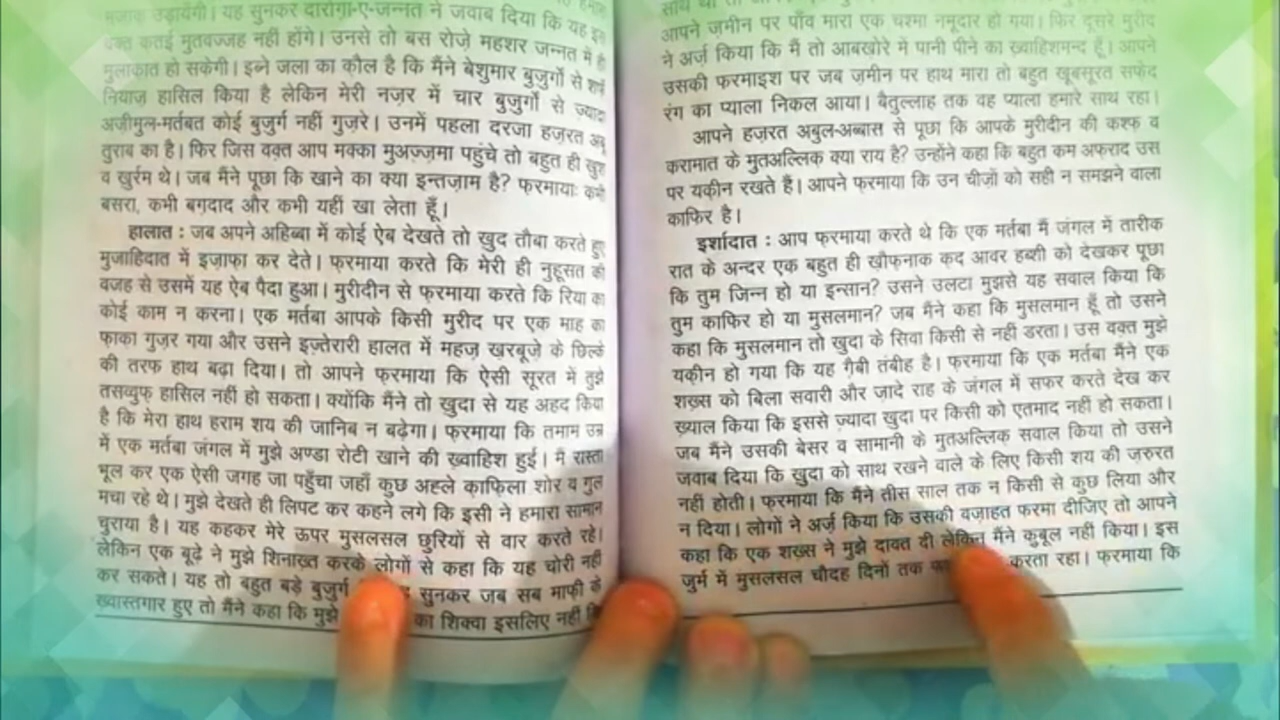 मज़ाक उड़ायेंगी। यह सुनकर दारोग़ा-ए-जन्नत ने जवाब दिया कि यह इस
वक़्त कतई मुतवज्जह नहीं होंगे। उनसे तो बस रोज़े महशर जन्नत में ही
मुलाक़ात हो सकेगी। इब्ने जला का क़ौल है कि मैंने बेशुमार बुजुर्गों से शर्फ़े
नियाज़ हासिल किया है लेकिन मेरी नज़र में चार बुजुर्गों से ज़्यादा
अज़ीमुल-मर्तबत कोई बुजुर्ग नहीं गुज़रे। उनमें पहला दरजा हज़रत अबू
तुराब का है। फिर जिस वक़्त आप मक्का मुअज़्ज़मा पहुंचे तो बहुत ही खुश
व खुर्रम थे। जब मैंने पूछा कि खाने का क्या इन्तज़ाम है? फ़रमायाः कभी
बसरा, कभी बग़दाद और कभी यहीं खा लेता हूँ।
हालात : जब अपने अहिब्बा में कोई ऐब देखते तो खुद तौबा करते हुए
मुजाहिदात में इज़ाफ़ा कर देते। फ़रमाया करते कि मेरी ही नुहूसत की
वजह से उसमें यह ऐब पैदा हुआ। मुरीदीन से फ़रमाया करते कि रिया का
कोई काम न करना। एक मर्तबा आपके किसी मुरीद पर एक माह का
फ़ाका गुज़र गया और उसने इज़्तेरारी हालत में महज़ खरबूजे के छिल्के
की तरफ हाथ बढ़ा दिया। तो आपने फ़रमाया कि ऐसी सूरत में तुझे
तसव्वुफ़ हासिल नहीं हो सकता। क्योंकि मैंने तो खुदा से यह अहद किया
है कि मेरा हाथ हराम शय की जानिब न बढ़ेगा। फ़रमाया कि तमाम उम्र
में एक मर्तबा जंगल में मुझे अण्डा रोटी खाने की ख़्वाहिश हुई। मैं रास्ता
भूल कर एक ऐसी जगह जा पहुँचा जहाँ कुछ अहले क़ाफ़िला शोर व गुल
मचा रहे थे। मुझे देखते ही लिपट कर कहने लगे कि इसी ने हमारा सामान
चुराया है। यह कहकर मेरे ऊपर मुसलसल छुरियों से वार करते रहे।
लेकिन एक बूढ़े ने मुझे शिनाख़्त करके लोगों से कहा कि यह चोरी नहीं
कर सकते। यह तो बहुत बड़े बुजुर्ग सुनकर जब सब माफी के
ख़्वास्तगार हुए तो मैंने कहा कि मुझे का शिक्वा इसलिए नहीं कि
आपने ज़मीन पर पाँव मारा एक चश्मा नमूदार हो गया। फिर दूसरे मुरीद
ने अर्ज़ किया कि मैं तो आबखोरे में पानी पीने का ख़्वाहिशमन्द हूँ। आपने
उसकी फरमाइश पर जब ज़मीन पर हाथ मारा तो बहुत खूबसूरत सफेद
रंग का प्याला निकल आया। बैतुल्लाह तक वह प्याला हमारे साथ रहा।
आपने हज़रत अबुल-अब्बास से पूछा कि आपके मुरीदीन की कश्फ़ व
करामात के मुतअल्लिक़ क्या राय है? उन्होंने कहा कि बहुत कम अफ़राद उस
पर यक़ीन रखते हैं। आपने फ़रमाया कि उन चीज़ों को सही न समझने वाला
काफिर है।
इर्शादात : आप फ़रमाया करते थे कि एक मर्तबा मैं जंगल में तारीक
रात के अन्दर एक बहुत ही खौफ़नाक क़द आवर हब्शी को देखकर पूछा
कि तुम जिन्न हो या इन्सान? उसने उलटा मुझसे यह सवाल किया कि
तुम काफिर हो या मुसलमान? जब मैंने कहा कि मुसलमान हूँ तो उसने
कहा कि मुसलमान तो खुदा के सिवा किसी से नहीं डरता। उस वक़्त मुझे
यक़ीन हो गया कि यह ग़ैबी तंबीह है। फ़रमाया कि एक मर्तबा मैंने एक
शख़्स को बिला सवारी और ज़ादे राह के जंगल में सफर करते देख कर
ख़्याल किया कि इससे ज़्यादा खुदा पर किसी को एतमाद नहीं हो सकता।
जब मैंने उसकी बेसर व सामानी के मुतअल्लिक़ सवाल किया तो उसने
जवाब दिया कि खुदा को साथ रखने वाले के लिए किसी शय की ज़रुरत
नहीं होती। फ़रमाया कि मैंने तीस साल तक न किसी से कुछ लिया और
न दिया। लोगों ने अर्ज़ किया कि उसकी वज़ाहत फरमा दीजिए तो आपने
कहा कि एक शख़्स ने मुझे दावत दी लेकिन मैंने कुबूल नहीं किया। इस
जुर्म में मुसलसल चौदह दिनों तक करता रहा। फ़रमाया कि